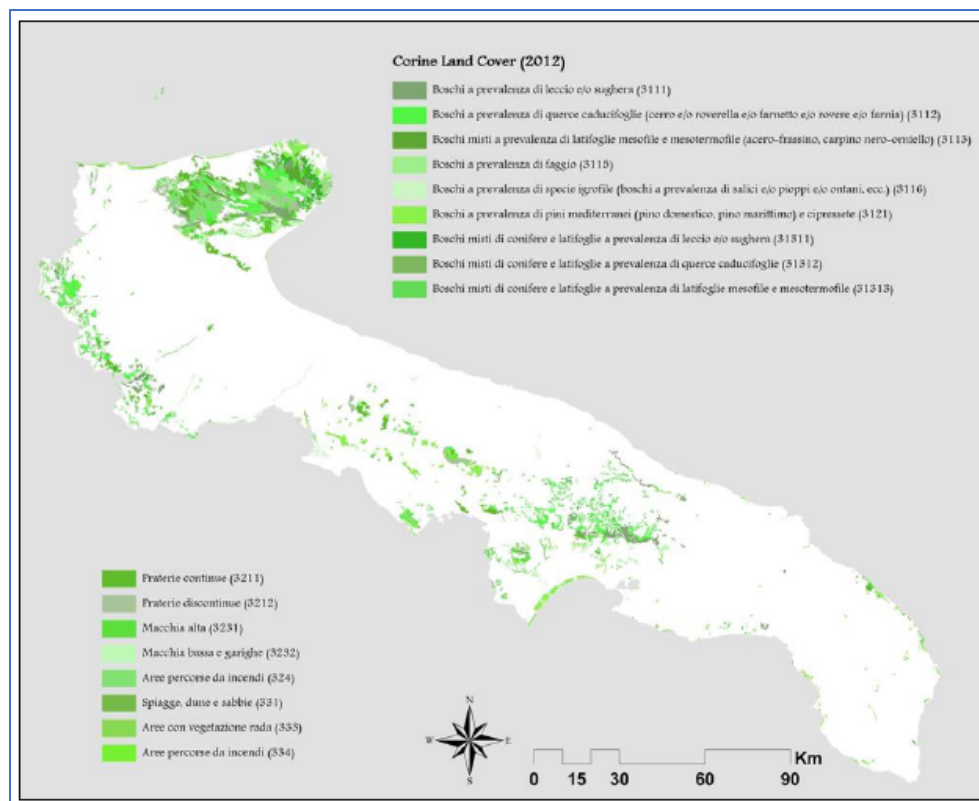 Corine Land Cover (2012)
Boschi a prevalenza di leccio e/o sughera (3111)
Boschi a prevalenza di querce caducifoglie (cerro e/o roverella e/o farnetto e/o rovere e/o farnia) (3112)
Boschi misti a prevalenza di latifoglie mesofile e mesotermofile (acero-frassino, carpino nero-orniello) (3113)
Boschi a prevalenza di faggio (3115)
Boschi a prevalenza di specie igrofile (boschi a prevalenza di salici e/o pioppi e/o ontani, ecc.) (3116)
Boschi a prevalenza di pini mediterranei (pino domestico, pino marittimo) e cipressete (3121)
Boschi misti di conifere e latifoglie a prevalenza di leccio e/o sughera (31311)
Boschi misti di conifere e latifoglie a prevalenza di querce caducifoglie (31312)
Boschi misti di conifere e latifoglie a prevalenza di latifoglie mesofile e mesotermofile (31313)
Praterie continue (3211)
Praterie discontinue (3212)
Macchia alta (3231)
Macchia bassa e garighe (3232)
Aree percorse da incendi (324)
Spiagge, dune e sabbie (331)
Aree con vegetazione rada (333)
Aree percorse da incendi (334)
N
W E
S
Km
0 15 30 60 90